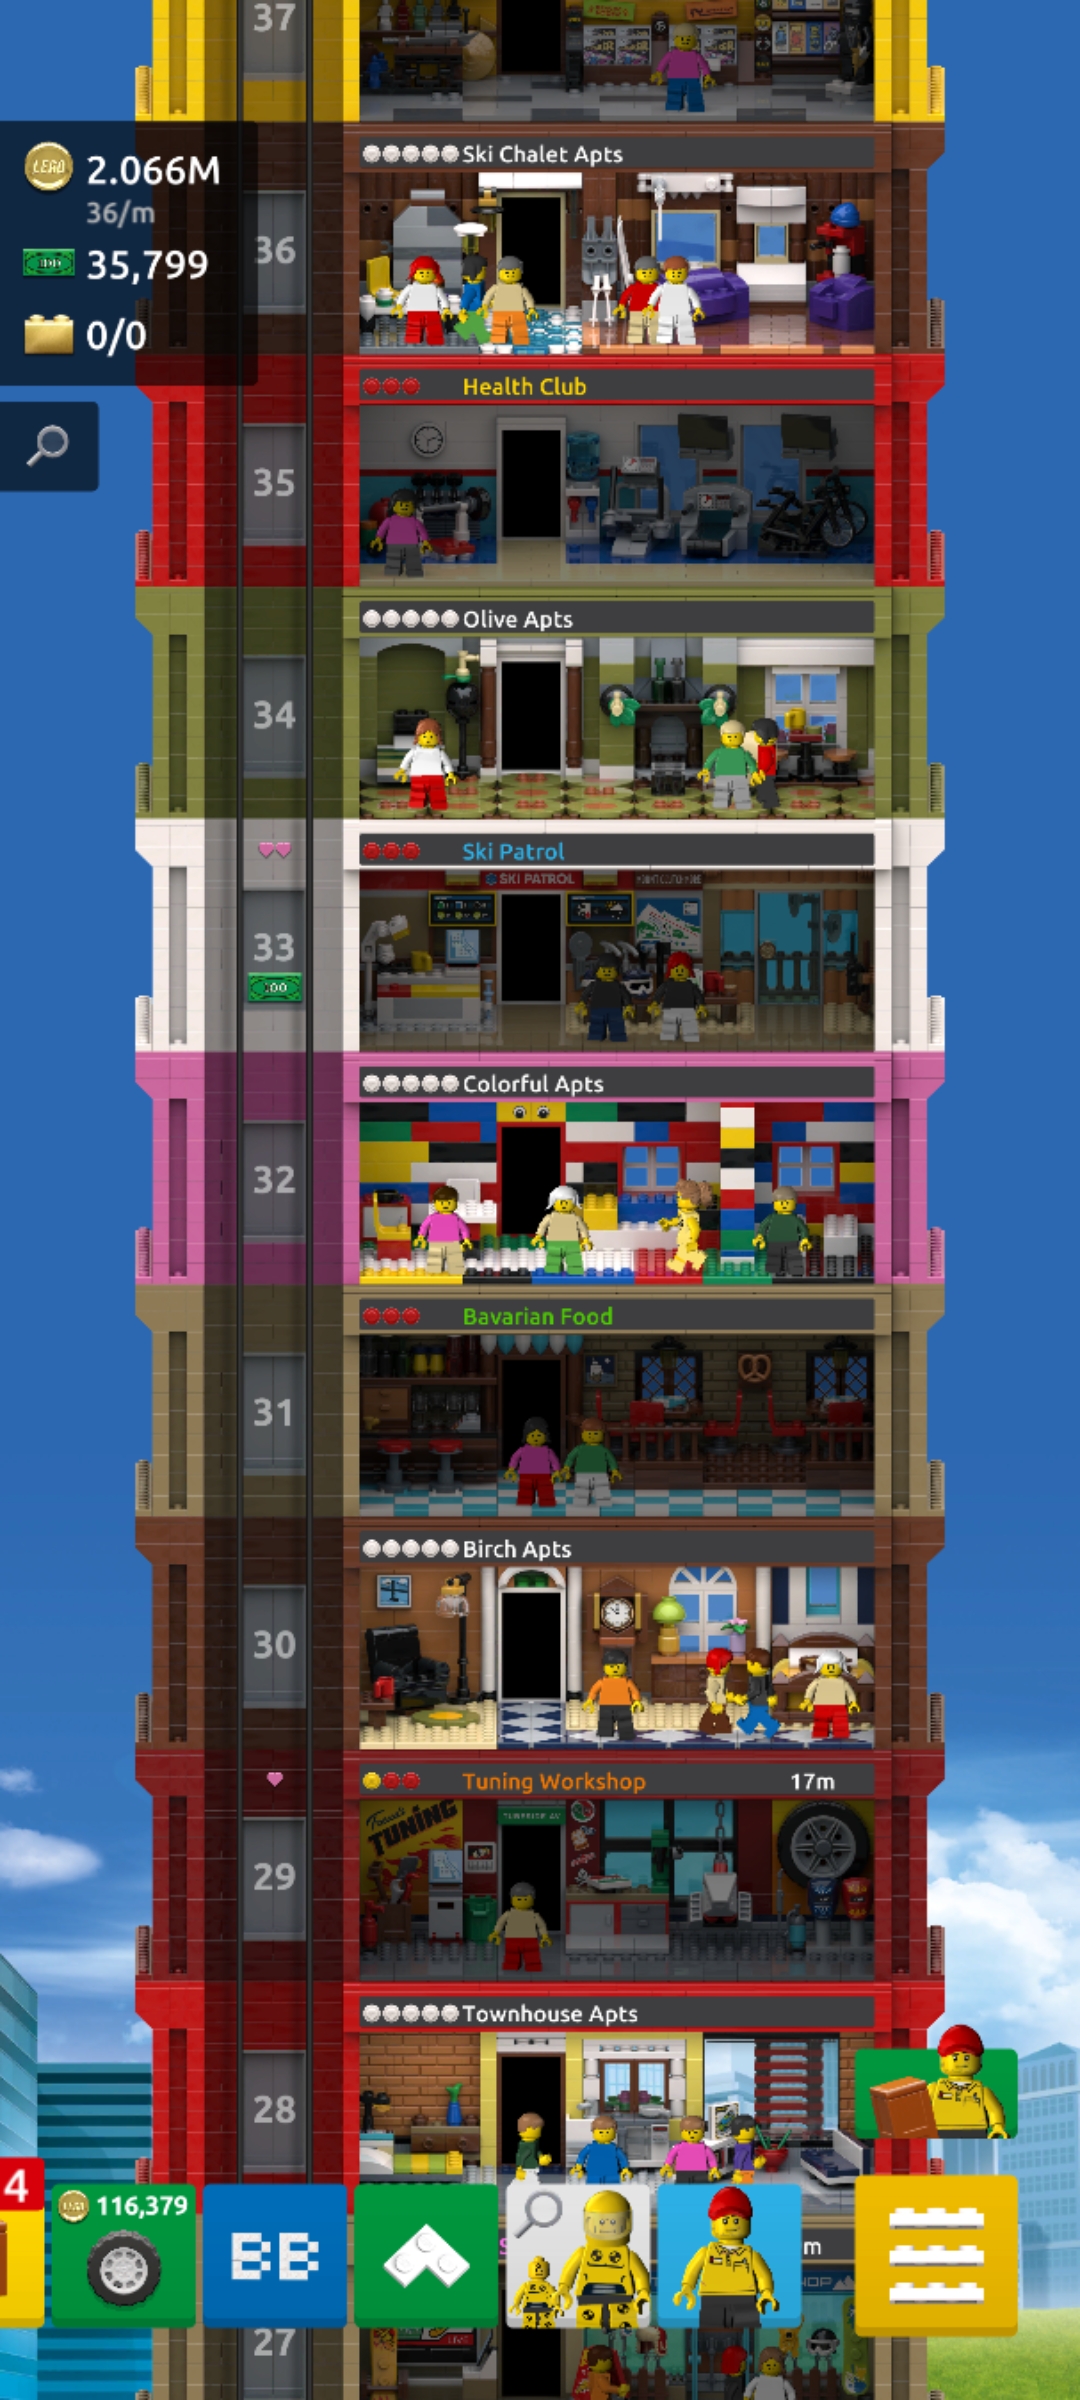 37
LEGO
2.066M
36/m
35,799
0/0
Ski Chalet Apts
36
Health Club
35
Olive Apts
34
Ski Patrol
SKI PATROL
33
100
Colorful Apts
32
Bavarian Food
31
Birch Apts
30
Tuning Workshop 17m
TUNING
29
Townhouse Apts
28
4
116,379
BB
m
27